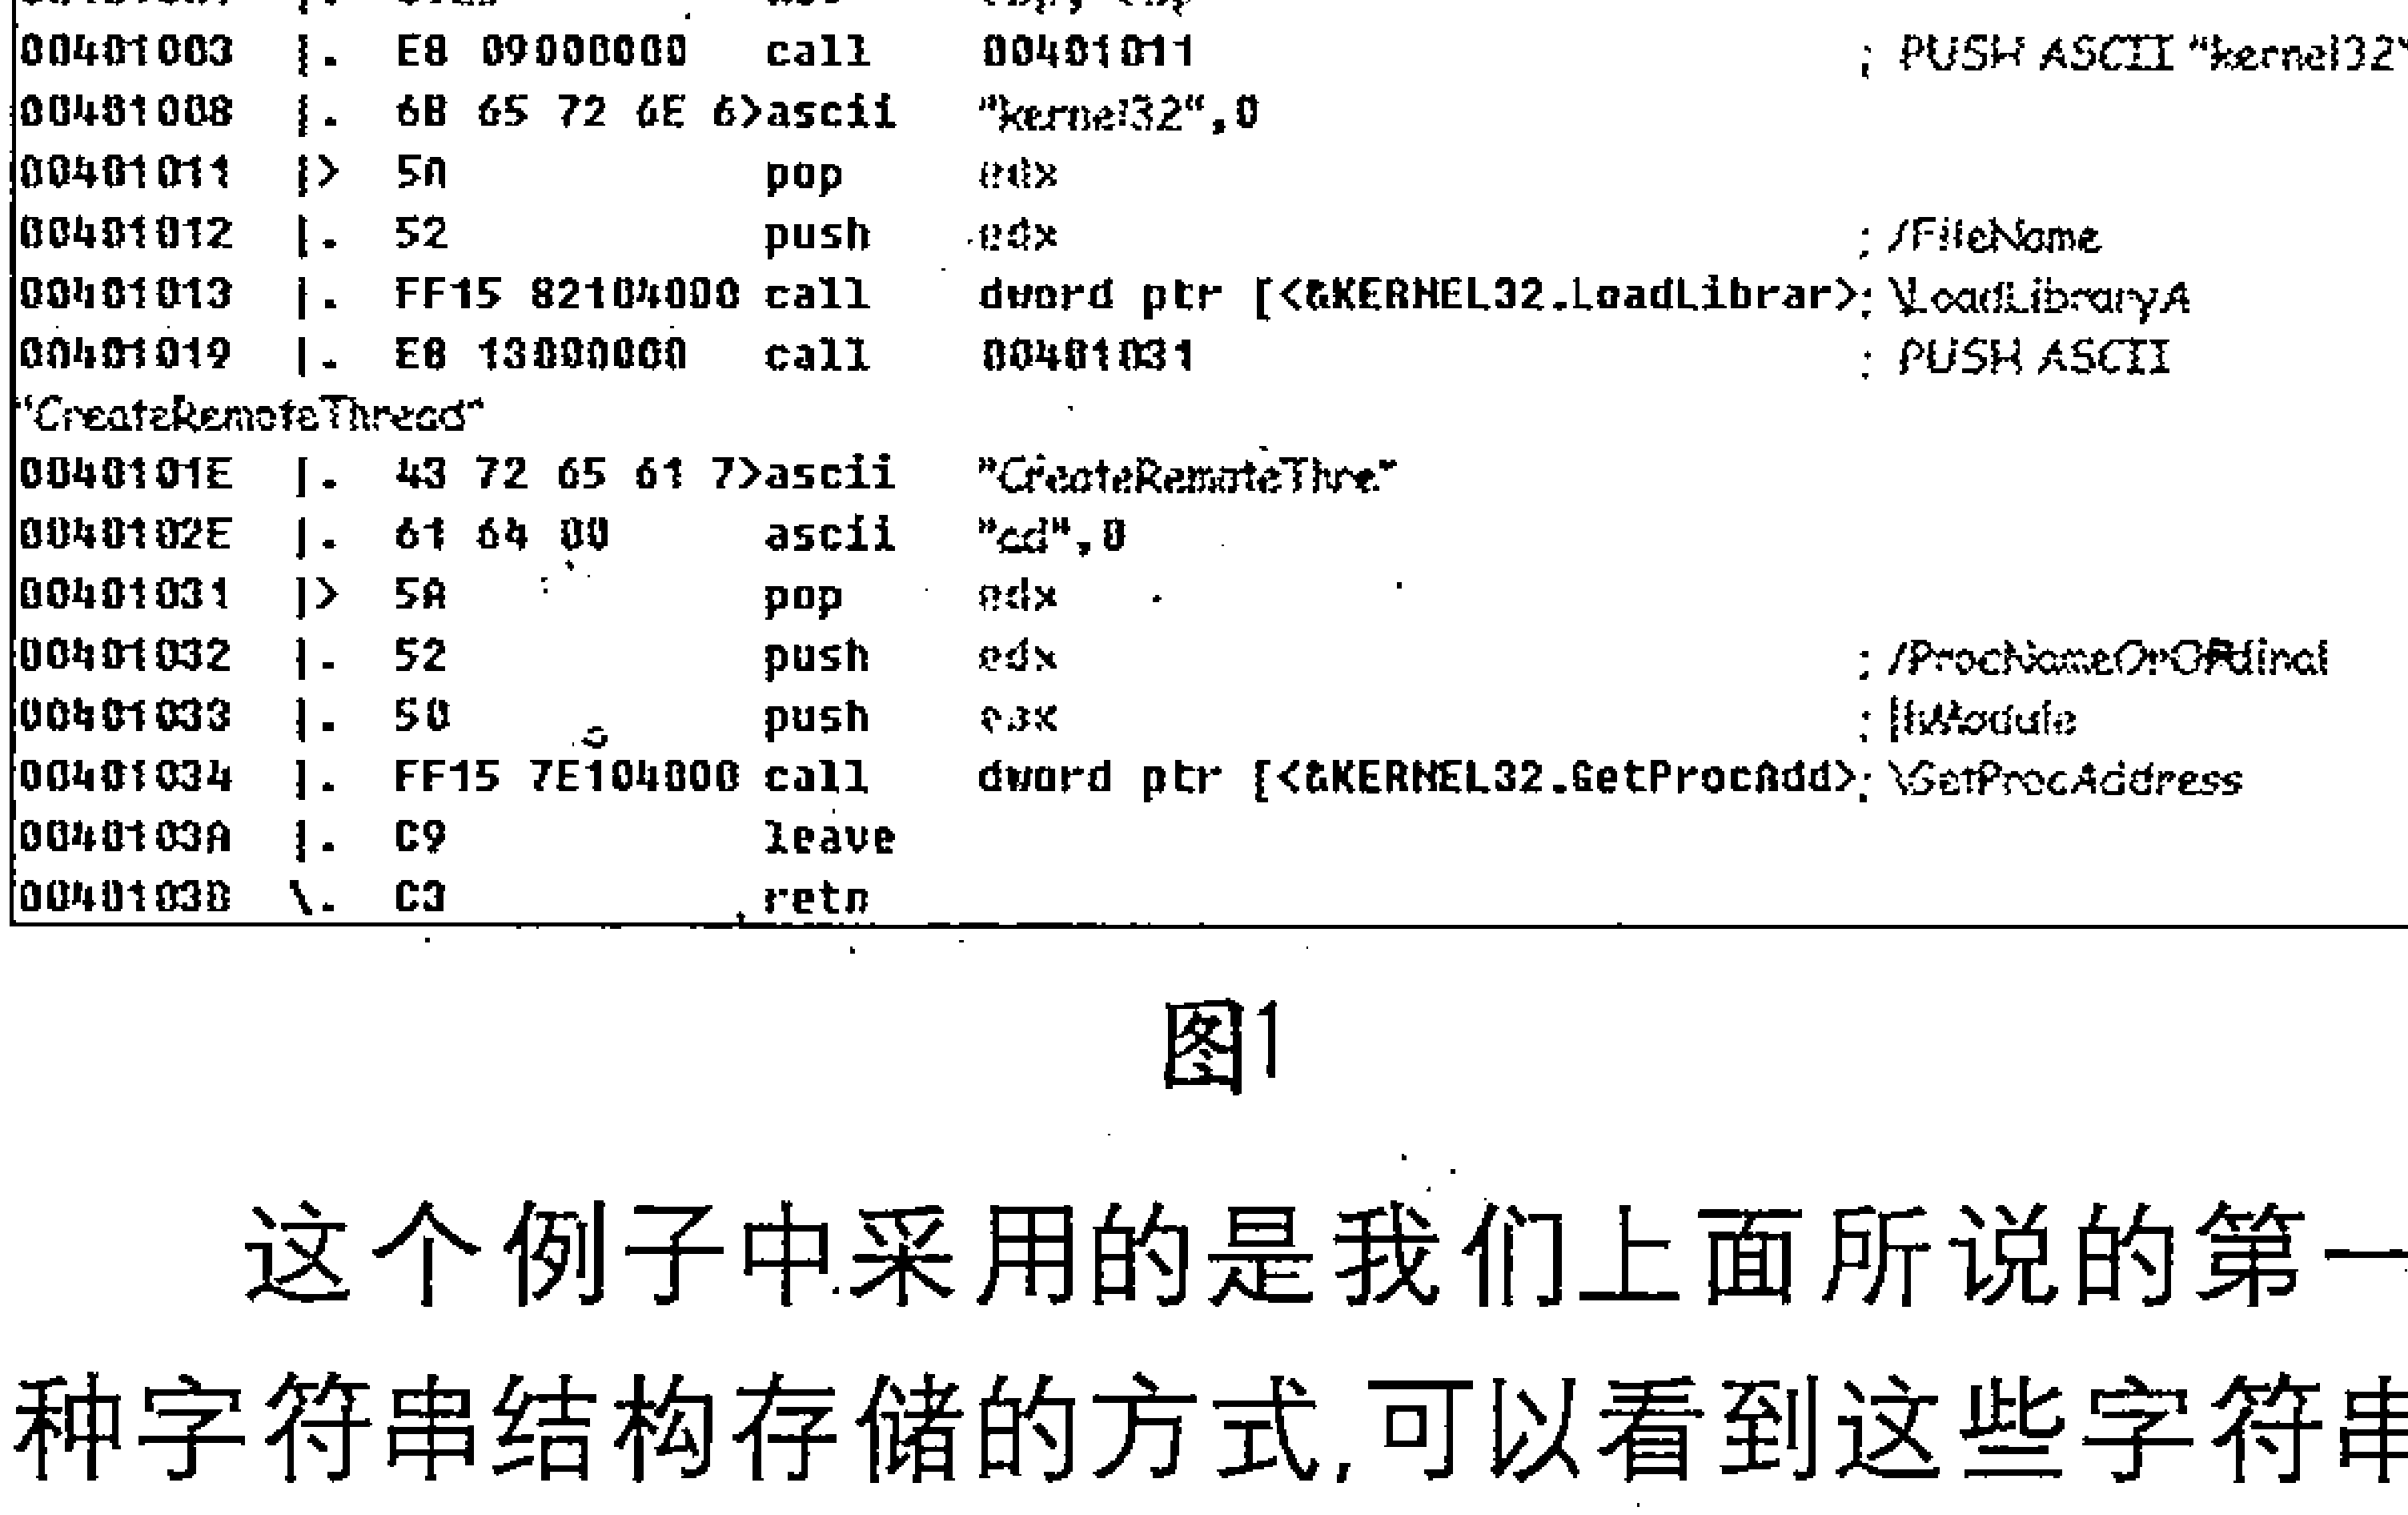 00401003 |. E8 09000000 call 00401011 ; PUSH ASCII "kernel32"
00401008 |. 6B 65 72 6E 6>ascii "kernel32",0
00401011 |> 5A pop edx
00401012 |. 52 push edx ; /FileName
00401013 |. FF15 82104000 call dword ptr [<&KERNEL32.LoadLibrar>; \LoadLibraryA
00401019 |. E8 13000000 call 00401031 ; PUSH ASCII
"CreateRemoteThread"
0040101E |. 43 72 65 61 7>ascii "CreateRemoteThre"
0040102E |. 61 64 00 ascii "ad",0
00401031 |> 5A pop edx
00401032 |. 52 push edx ; /ProcNameOrOrdinal
00401033 |. 50 push eax ; |hModule
00401034 |. FF15 7E104000 call dword ptr [<&KERNEL32.GetProcAdd>; \GetProcAddress
0040103A |. C9 leave
0040103B \. C3 retn
图1
这个例子中采用的是我们上面所说的第一
种字符串结构存储的方式,可以看到这些字符串